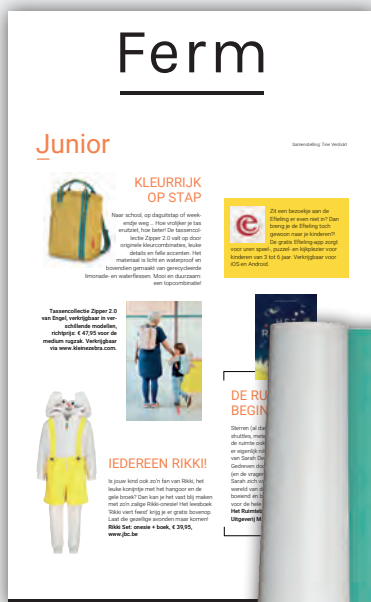 Ferm
Junior
Samenstelling: Tine Verdickt
KLEURRIJK
OP STAP
Naar school, op daguitstap of week-
endje weg ... Hoe vrolijker je tas
eruitziet, hoe beter! De tassencol-
lectie Zipper 2.0 valt op door
originele kleurcombinaties, leuke
details en felle accenten. Het
materiaal is licht en waterproof en
bovendien gemaakt van gerecycleerde
limonade- en waterflessen. Mooi en duurzaam:
een topcombinatie!
Tassencollectie Zipper 2.0
van Engel, verkrijgbaar in ver-
schillende modellen,
richtprijs: € 47,95 voor de
medium rugzak. Verkrijgbaar
via www.kleinezebra.com.
e
Zit een bezoekje aan de
Efteling er even niet in? Dan
breng je de Efteling toch
gewoon naar je kinderen?!
De gratis Efteling-app zorgt
voor uren speel-, puzzel- en kijkplezier voor
kinderen van 3 tot 6 jaar. Verkrijgbaar voor
iOS en Android.
IEDEREEN RIKKI!
Is jouw kind ook zo'n fan van Rikki, het
leuke konijntje met het hangoor en de
gele broek? Dan kan je het vast blij maken
met zo'n zalige Rikki-onesie! Het leesboek
'Rikki viert feest' krijg je er gratis bovenop.
Laat die gezellige avonden maar komen!
Rikki Set: onesie + boek, € 39,95,
www.jbc.be
HET
R
DE RU
BEGIN
Sterren (al da
shuttles, mete
de ruimte ook
er eigenlijk
van Sarah De
Gedreven doo
(en de vragen
Sarah zich
wereld van d
boeiend en b
voor de hele
Het Ruimteb
Uitgeverij M